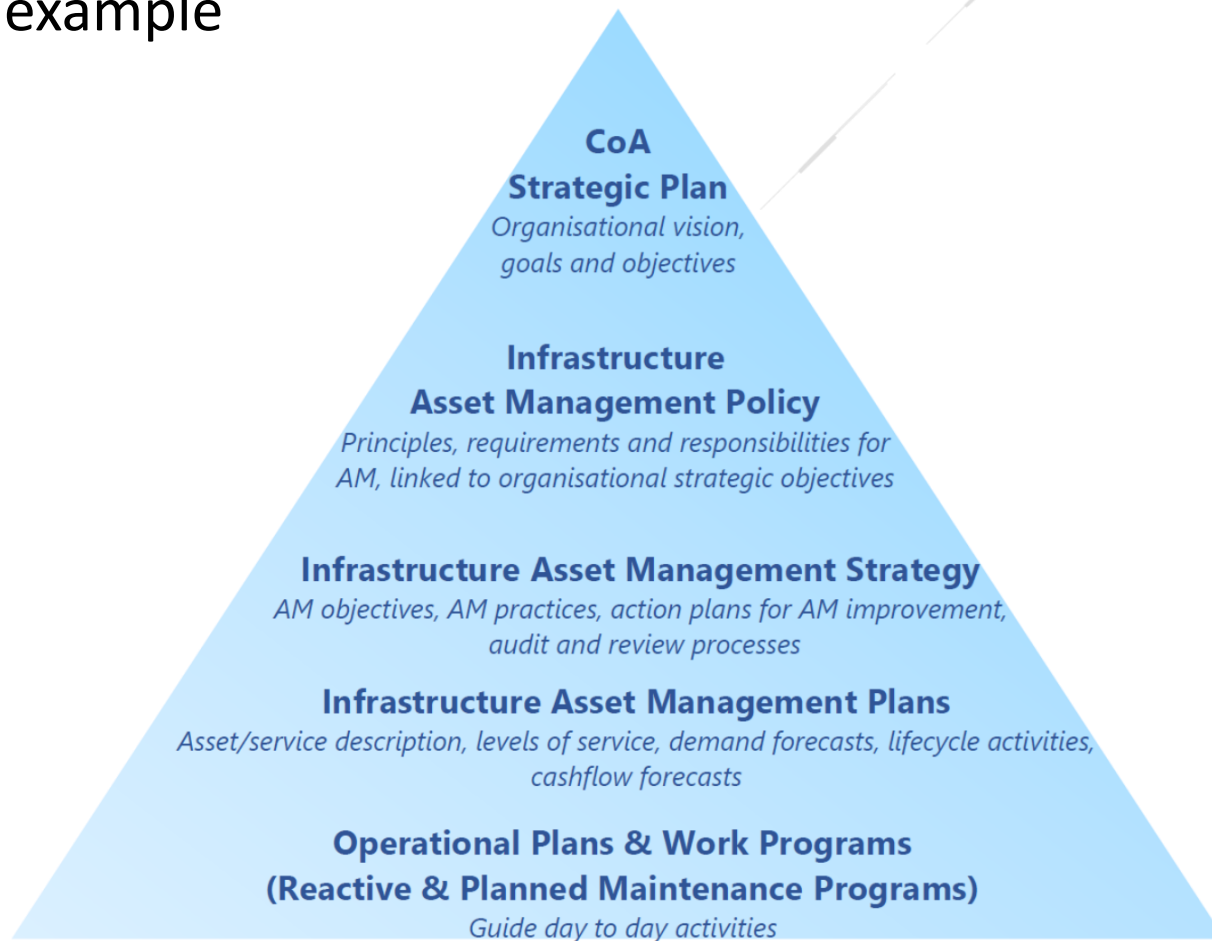 example
CoA
Strategic Plan
Organisational vision,
goals and objectives
Infrastructure
Asset Management Policy
Principles, requirements and responsibilities for
AM, linked to organisational strategic objectives
Infrastructure Asset Management Strategy
AM objectives, AM practices, action plans for AM improvement,
audit and review processes
Infrastructure Asset Management Plans
Asset/service description, levels of service, demand forecasts, lifecycle activities,
cashflow forecasts
Operational Plans & Work Programs
(Reactive & Planned Maintenance Programs)
Guide day to day activities